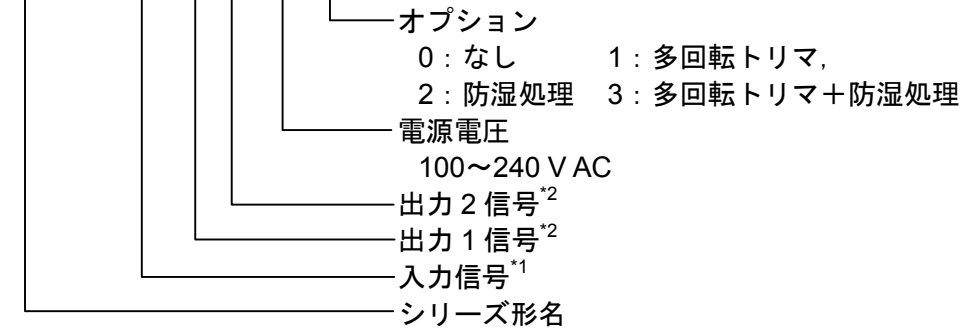 オプション
0：なし 1：多回転トリマ,
2：防湿処理 3：多回転トリマ＋防湿処理
電源電圧
100～240 V AC
出力 2 信号*2
出力 1 信号*2
入力信号*1
シリーズ形名